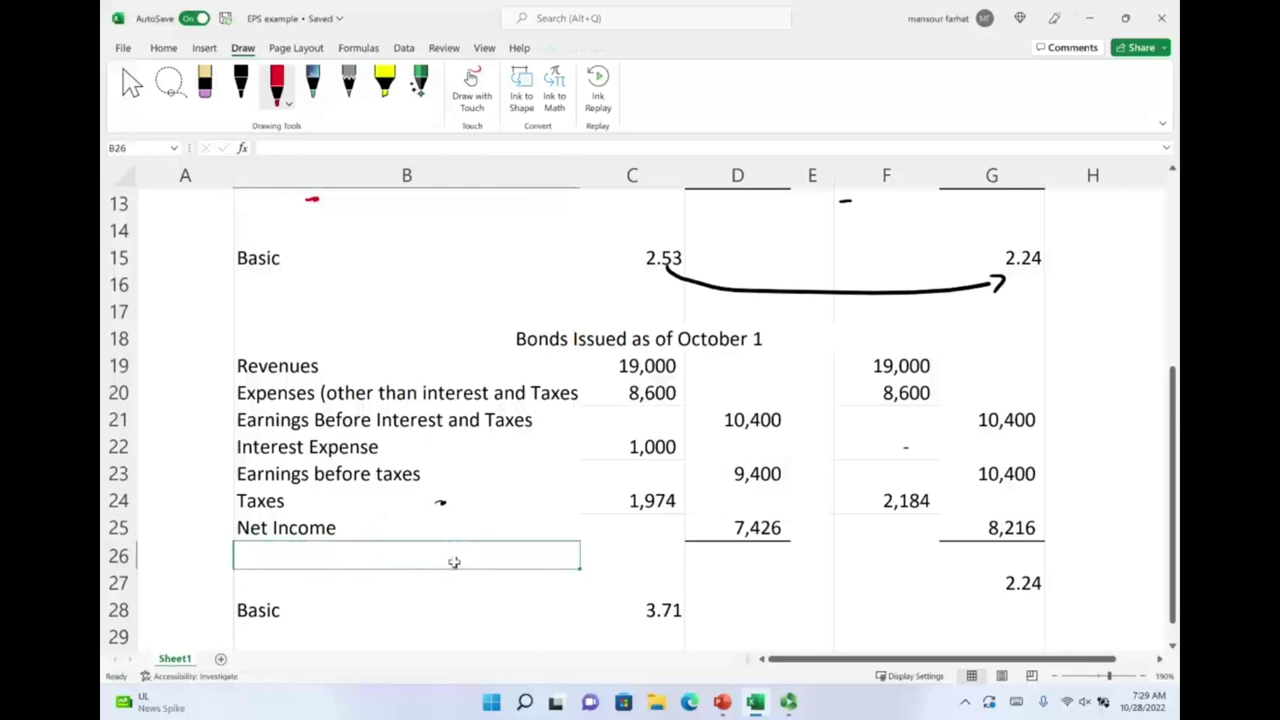 AutoSave On EPS example • Saved Search (Alt+Q) mansour farhat MF
File Home Insert Draw Page Layout Formulas Data Review View Help Comments Share
Draw with Touch Ink to Shape Ink to Math Ink Replay
Drawing Tools Touch Convert Replay
B26 fx
A B C D E F G H
13
14
15 Basic 2.53 2.24
16
17
18 Bonds Issued as of October 1
19 Revenues 19,000 19,000
20 Expenses (other than interest and Taxes 8,600 8,600
21 Earnings Before Interest and Taxes 10,400 10,400
22 Interest Expense 1,000 -
23 Earnings before taxes 9,400 10,400
24 Taxes 1,974 2,184
25 Net Income 7,426 8,216
26
27 2.24
28 Basic 3.71
29
Sheet1
Ready Accessibility: Investigate Display Settings 190%
UL
News Spike
7:29 AM
10/28/2022